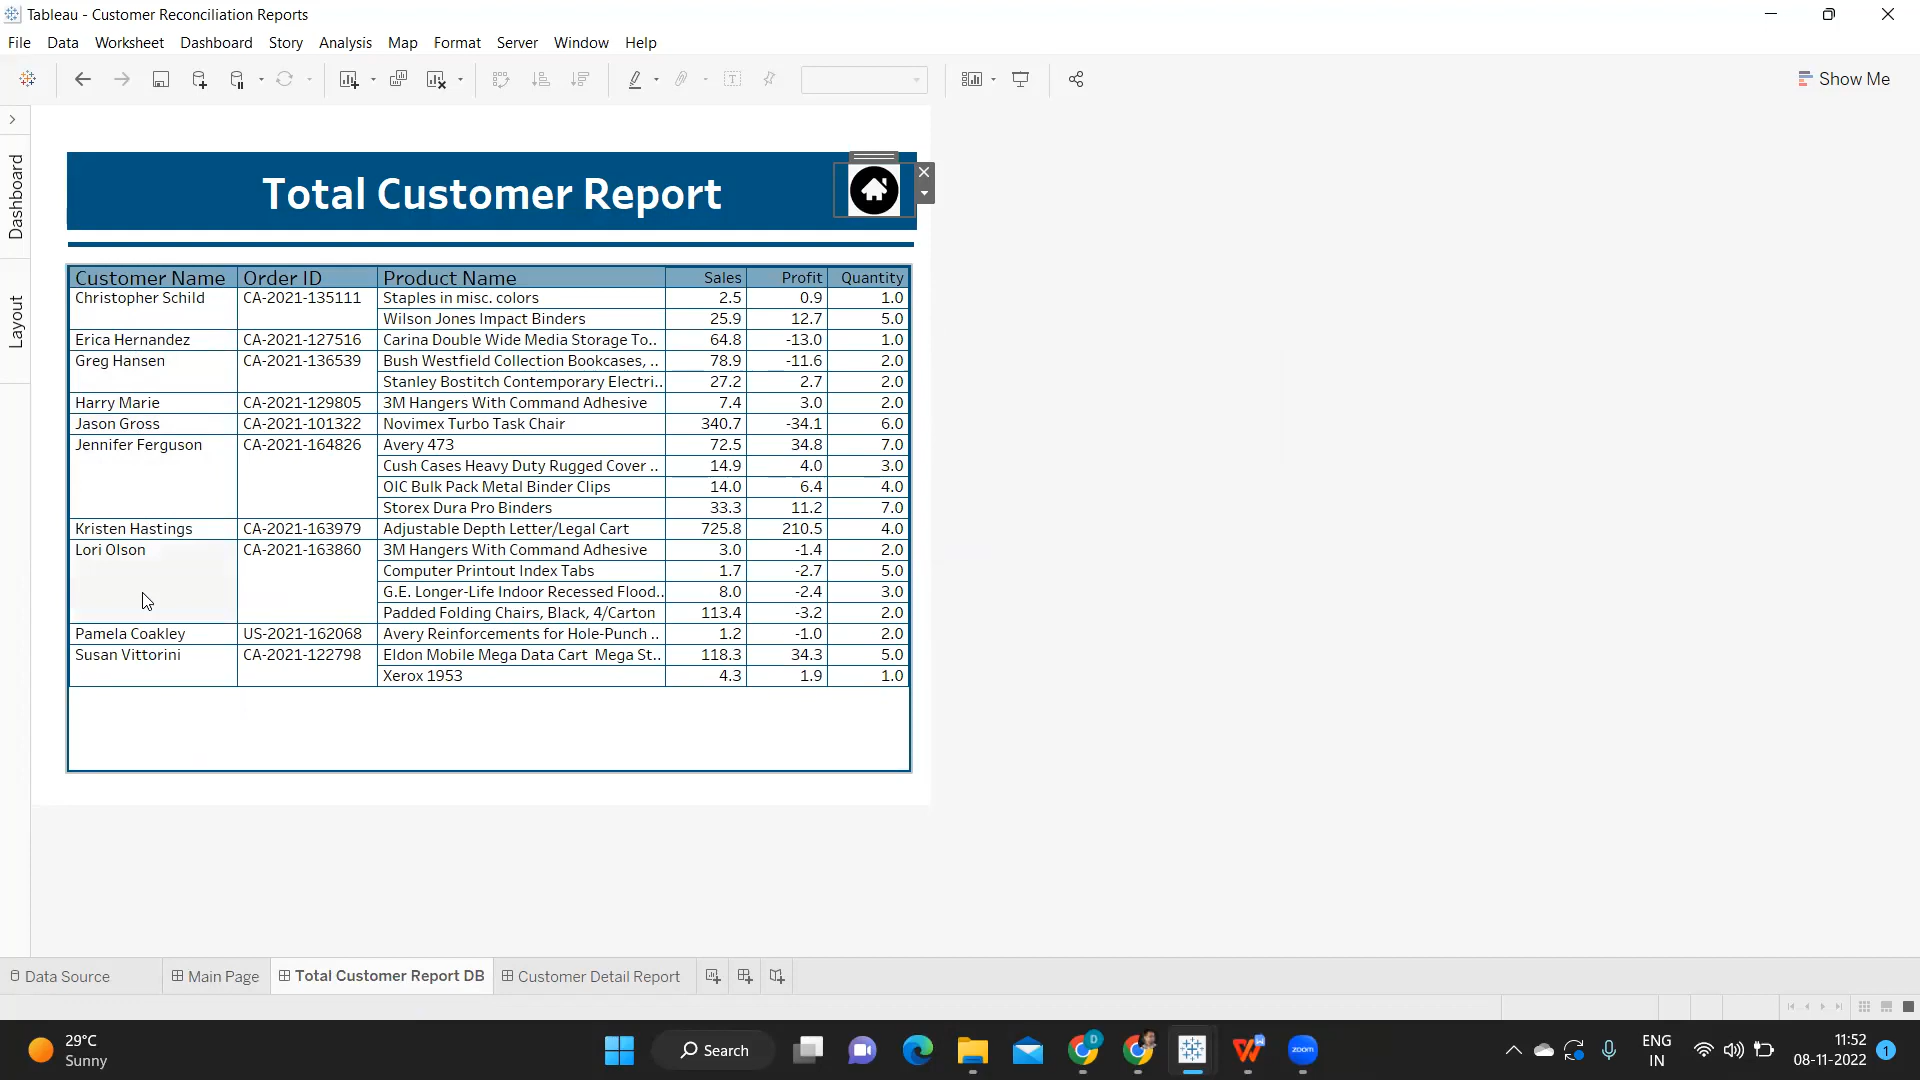 Tableau - Customer Reconciliation Reports
File Data Worksheet Dashboard Story Analysis Map Format Server Window Help
Show Me
Dashboard
Layout
Total Customer Report
Customer Name Order ID Product Name Sales Profit Quantity
Christopher Schild CA-2021-135111 Staples in misc. colors 2.5 0.9 1.0
Wilson Jones Impact Binders 25.9 12.7 5.0
Erica Hernandez CA-2021-127516 Carina Double Wide Media Storage To.. 64.8 -13.0 1.0
Greg Hansen CA-2021-136539 Bush Westfield Collection Bookcases, .. 78.9 -11.6 2.0
Stanley Bostitch Contemporary Electri.. 27.2 2.7 2.0
Harry Marie CA-2021-129805 3M Hangers With Command Adhesive 7.4 3.0 2.0
Jason Gross CA-2021-101322 Novimex Turbo Task Chair 340.7 -34.1 6.0
Jennifer Ferguson CA-2021-164826 Avery 473 72.5 34.8 7.0
Cush Cases Heavy Duty Rugged Cover .. 14.9 4.0 3.0
OIC Bulk Pack Metal Binder Clips 14.0 6.4 4.0
Storex Dura Pro Binders 33.3 11.2 7.0
Kristen Hastings CA-2021-163979 Adjustable Depth Letter/Legal Cart 725.8 210.5 4.0
Lori Olson CA-2021-163860 3M Hangers With Command Adhesive 3.0 -1.4 2.0
Computer Printout Index Tabs 1.7 -2.7 5.0
G.E. Longer-Life Indoor Recessed Flood.. 8.0 -2.4 3.0
Padded Folding Chairs, Black, 4/Carton 113.4 -3.2 2.0
Pamela Coakley US-2021-162068 Avery Reinforcements for Hole-Punch .. 1.2 -1.0 2.0
Susan Vittorini CA-2021-122798 Eldon Mobile Mega Data Cart  Mega St.. 118.3 34.3 5.0
Xerox 1953 4.3 1.9 1.0
Data Source Main Page Total Customer Report DB Customer Detail Report
29°C
Sunny
Search
D
zoom
ENG
IN
11:52
08-11-2022
1